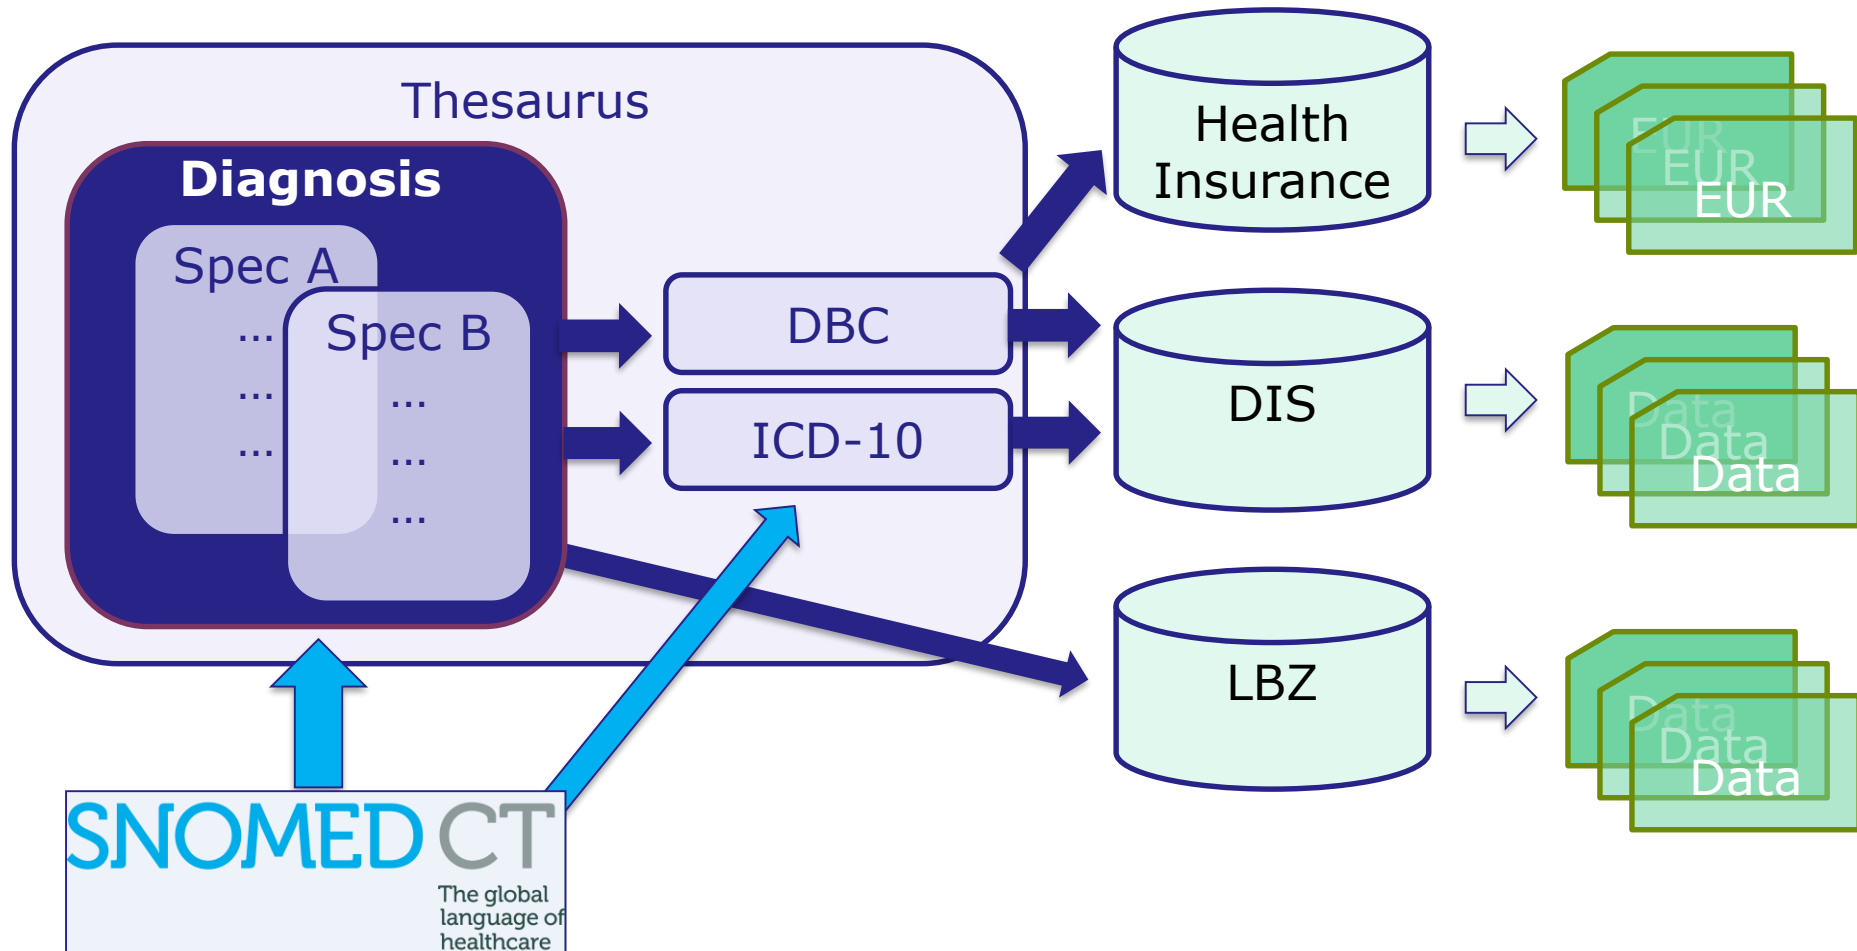 Thesaurus
Diagnosis
Spec A
...
...
...
Spec B
...
...
...
DBC
ICD-10
Health
Insurance
DIS
LBZ
EUR
EUR
EUR
Data
Data
Data
Data
Data
Data
SNOMED CT
The global
language of
healthcare